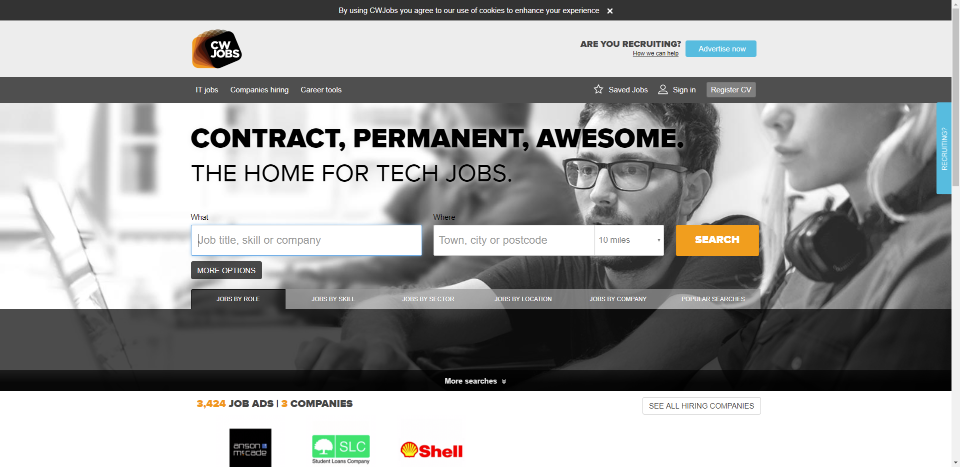 By using CWJobs you agree to our use of cookies to enhance your experience ×
CW JOBS
ARE YOU RECRUITING?
How we can help
Advertise now
IT jobs Companies hiring Career tools Saved Jobs Sign in Register CV
RECRUITING?
CONTRACT, PERMANENT, AWESOME.
THE HOME FOR TECH JOBS.
What Where
Job title, skill or company Town, city or postcode 10 miles SEARCH
MORE OPTIONS
JOBS BY ROLE JOBS BY SKILL JOBS BY SECTOR JOBS BY LOCATION JOBS BY COMPANY POPULAR SEARCHES
More searches
3,424 JOB ADS | 3 COMPANIES SEE ALL HIRING COMPANIES
anson
mccade
SLC
Student Loans Company
Shell